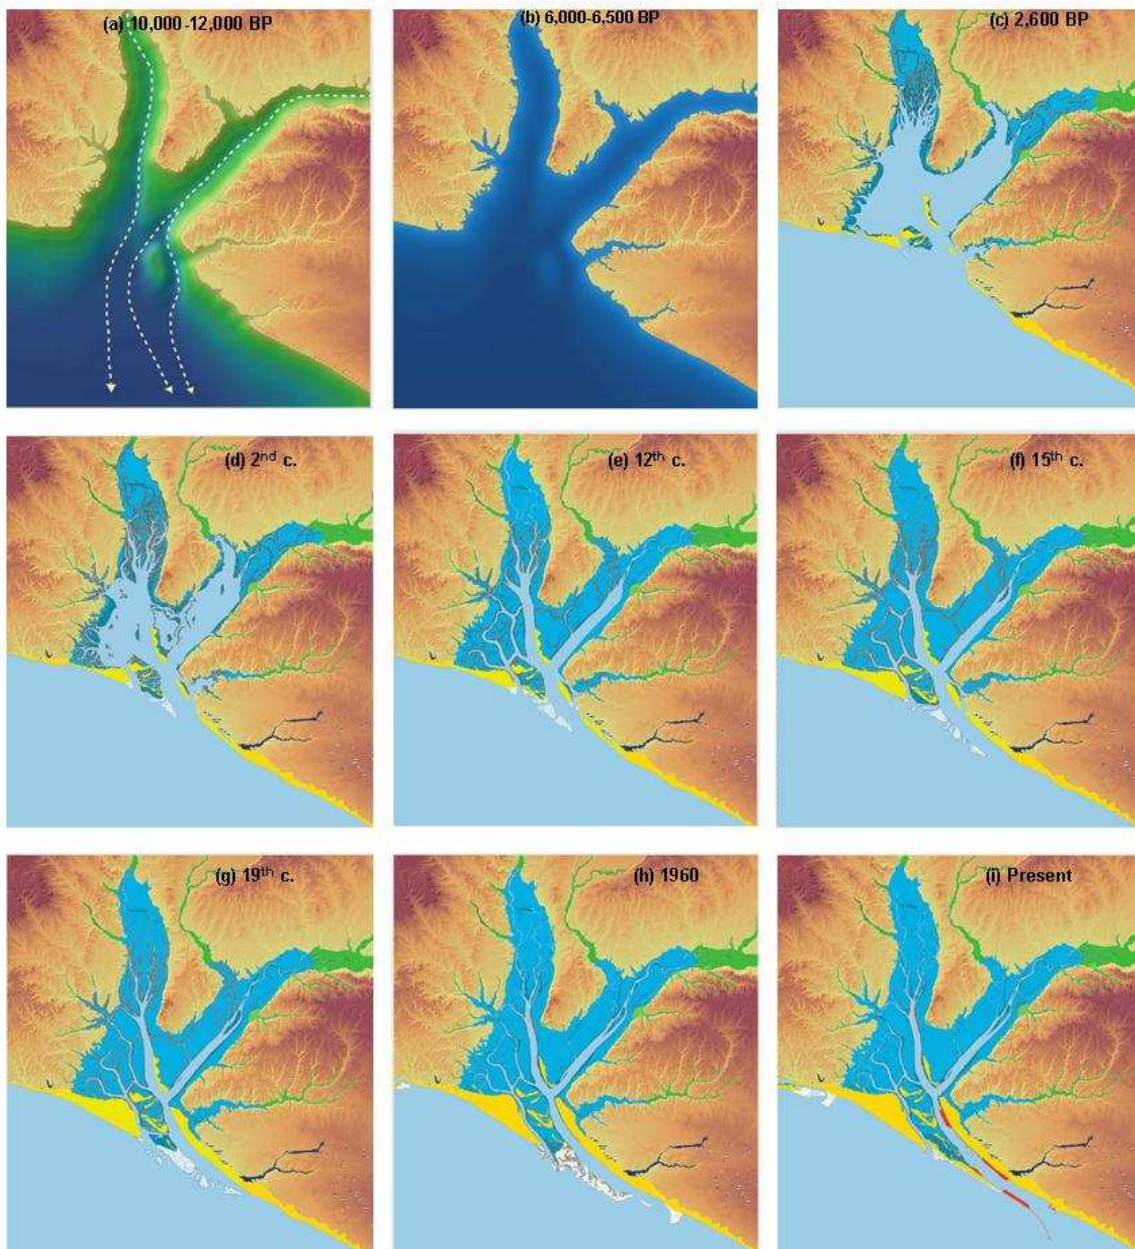 (a) 10,000-12,000 BP
(b) 6,000-6,500 BP
(c) 2,600 BP
(d) 2nd c.
(e) 12th c.
(f) 15th c.
(g) 19th c.
(h) 1960
(i) Present